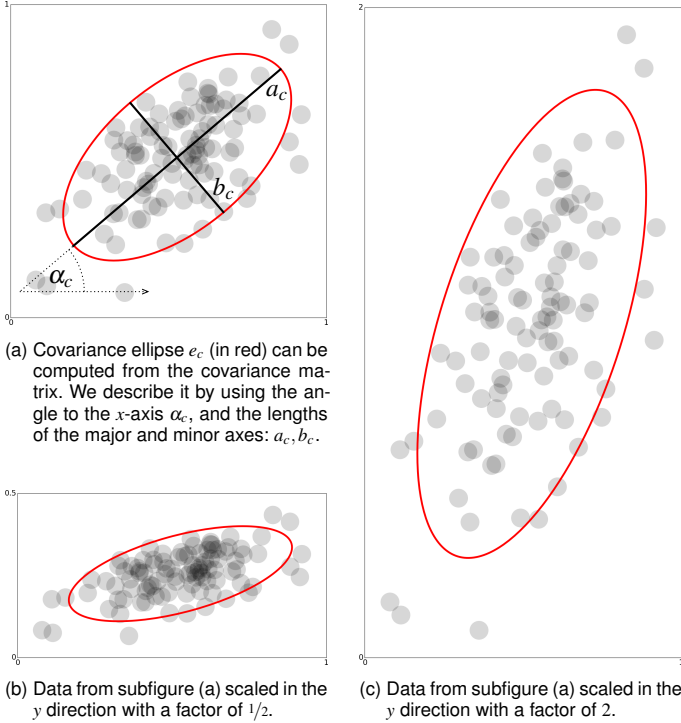 1
a_c
b_c
α_c
0
1
(a) Covariance ellipse e_c (in red) can be
computed from the covariance ma-
trix. We describe it by using the an-
gle to the x-axis α_c, and the lengths
of the major and minor axes: a_c, b_c.
0.5
0
1
(b) Data from subfigure (a) scaled in the
y direction with a factor of 1/2.
2
0
1
(c) Data from subfigure (a) scaled in the
y direction with a factor of 2.